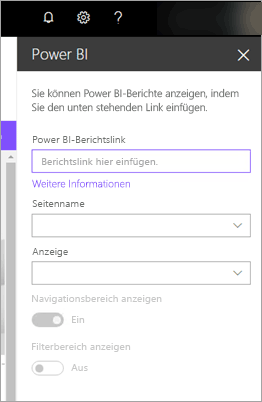 Power BI
Sie können Power BI-Berichte anzeigen, indem
Sie den unten stehenden Link einfügen.
Power BI-Berichtslink
Berichtslink hier einfügen.
Weitere Informationen
Seitenname
Anzeige
Navigationsbereich anzeigen
Ein
Filterbereich anzeigen
Aus